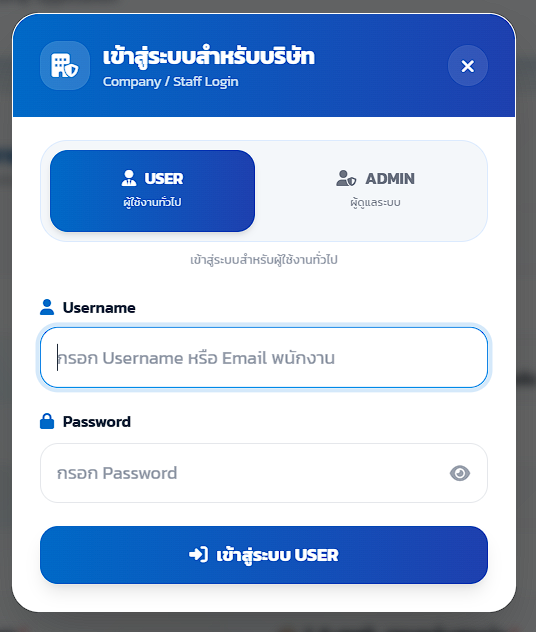 เข้าสู่ระบบสำหรับบริษัท
Company / Staff Login
USER
ผู้ใช้งานทั่วไป
ADMIN
ผู้ดูแลระบบ
เข้าสู่ระบบสำหรับผู้ใช้งานทั่วไป
Username
กรอก Username หรือ Email พนักงาน
Password
กรอก Password
เข้าสู่ระบบ USER